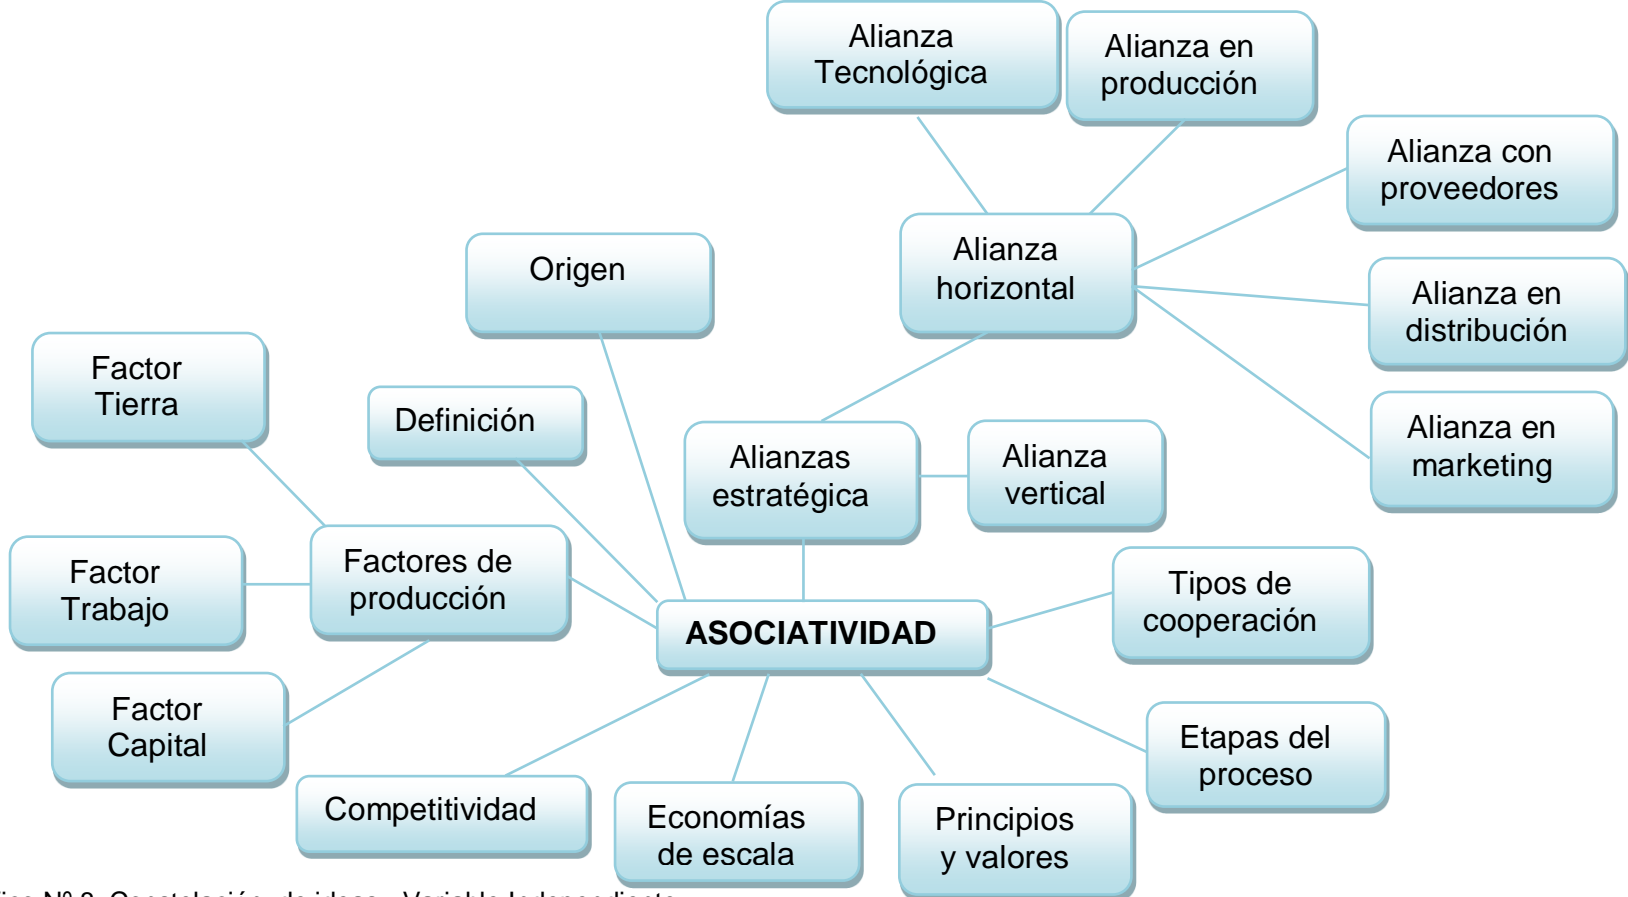 Alianza
Tecnológica
Alianza en
producción
Alianza con
proveedores
Alianza
horizontal
Origen
Alianza en
distribución
Factor
Tierra
Definición
Alianza en
marketing
Alianzas
estratégica
Alianza
vertical
Factores de
producción
Factor
Trabajo
Tipos de
cooperación
ASOCIATIVIDAD
Factor
Capital
Etapas del
proceso
Competitividad
Economías
de escala
Principios
y valores